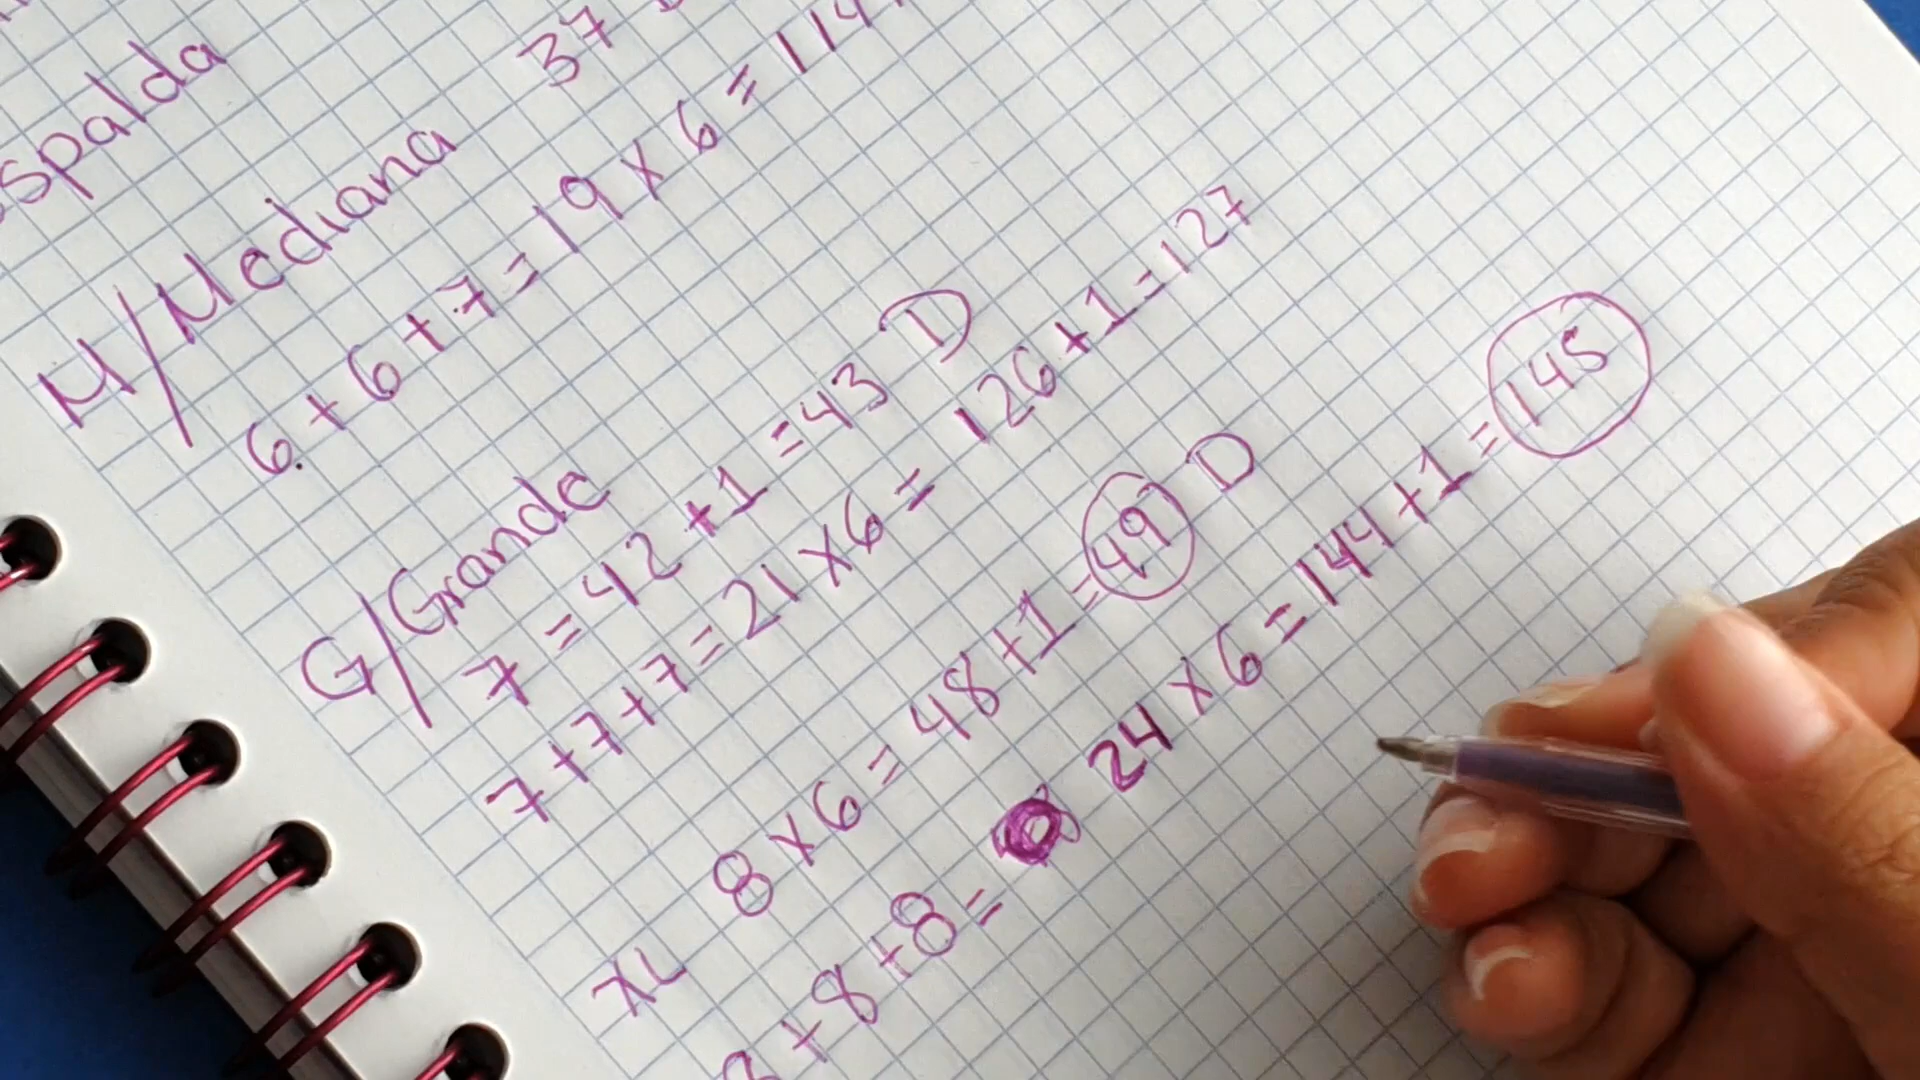 spalda
M/Mediana 37
6+6+7=19x6=114
G/Grande
7=42+1=43 D
7+7+7=21x6=126+1=127
XL 8x6=48+1=49 D
8+8+8= 24x6=144+1=145